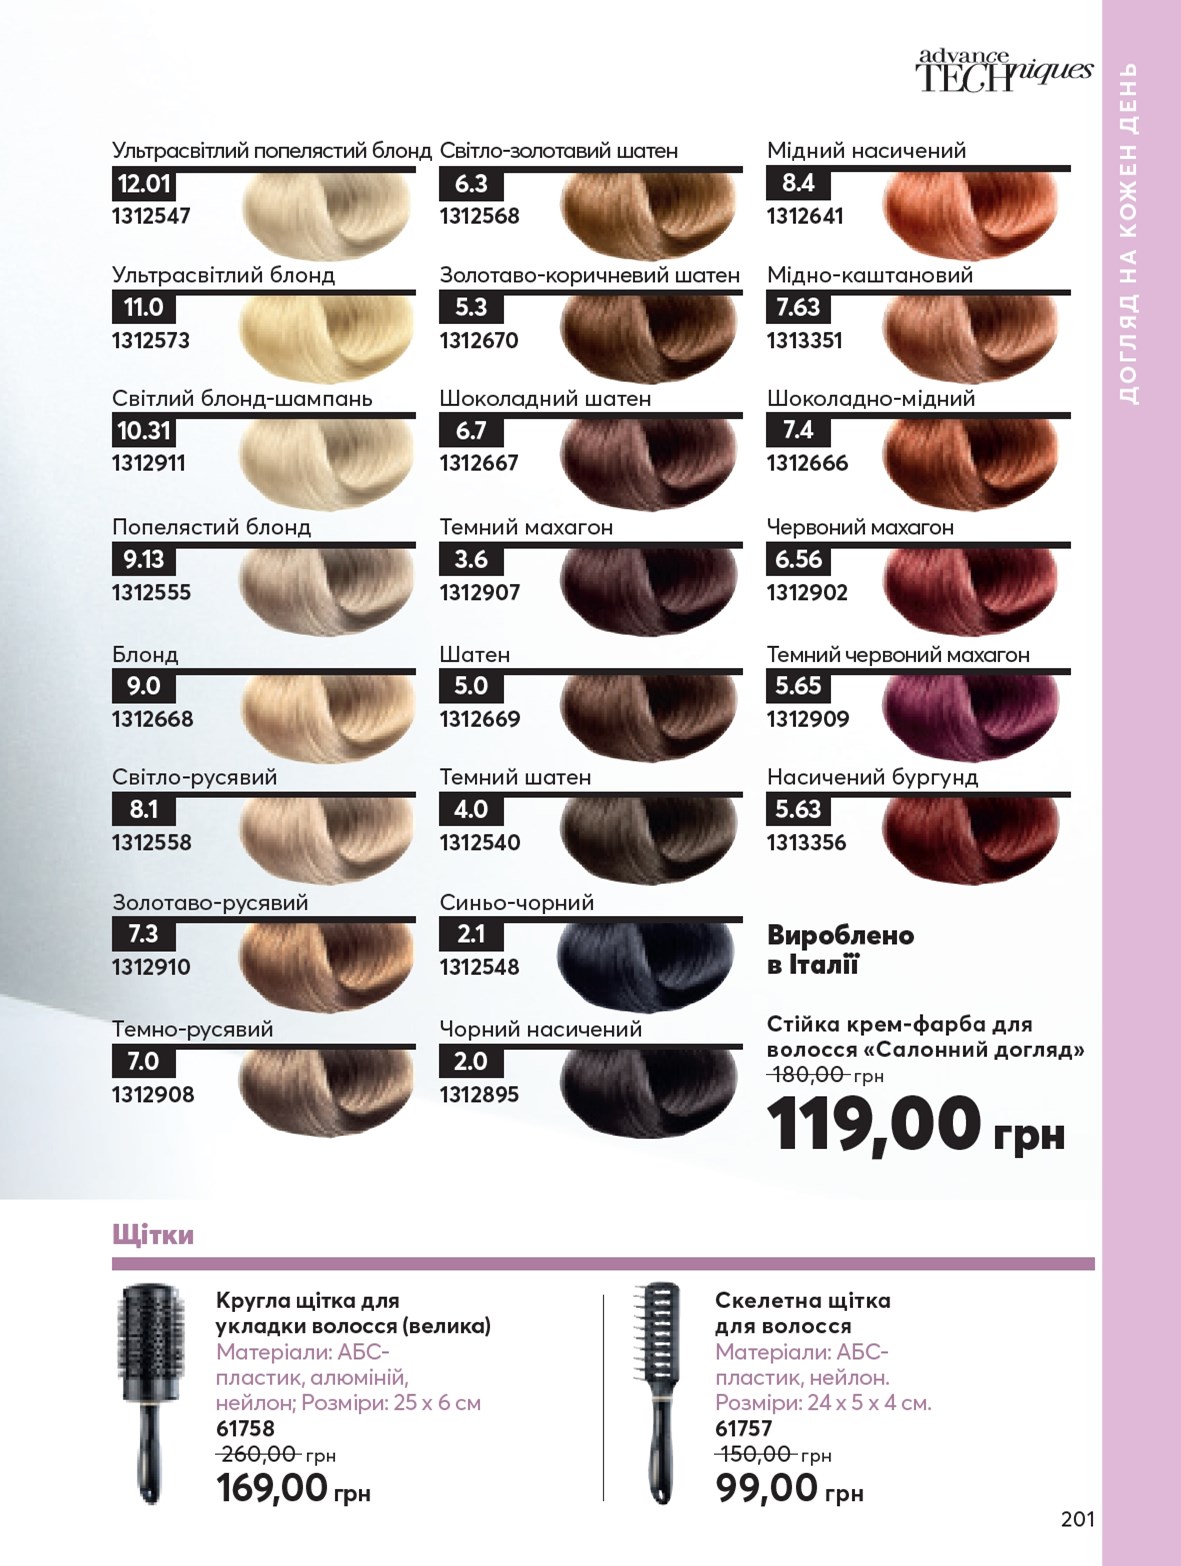 advance
TECHniques
ДОГЛЯД НА КОЖЕН ДЕНЬ
Ультрасвітлий попелястий блонд
12.01
1312547
Ультрасвітлий блонд
11.0
1312573
Світлий блонд-шампань
10.31
1312911
Попелястий блонд
9.13
1312555
Блонд
9.0
1312668
Світло-русявий
8.1
1312558
Золотаво-русявий
7.3
1312910
Темно-русявий
7.0
1312908
Світло-золотавий шатен
6.3
1312568
Золотаво-коричневий шатен
5.3
1312670
Шоколадний шатен
6.7
1312667
Темний махагон
3.6
1312907
Шатен
5.0
1312669
Темний шатен
4.0
1312540
Синьо-чорний
2.1
1312548
Чорний насичений
2.0
1312895
Мідний насичений
8.4
1312641
Мідно-каштановий
7.63
1313351
Шоколадно-мідний
7.4
1312666
Червоний махагон
6.56
1312902
Темний червоний махагон
5.65
1312909
Насичений бургунд
5.63
1313356
Вироблено
в Італії
Стійка крем-фарба для
волосся «Салонний догляд»
180,00 грн
119,00 грн
Щітки
Кругла щітка для
укладки волосся (велика)
Матеріали: АБС-
пластик, алюміній,
нейлон; Розміри: 25 х 6 см
61758
260,00 грн
169,00 грн
Скелетна щітка
для волосся
Матеріали: АБС-
пластик, нейлон.
Розміри: 24 х 5 х 4 см.
61757
150,00 грн
99,00 грн
201